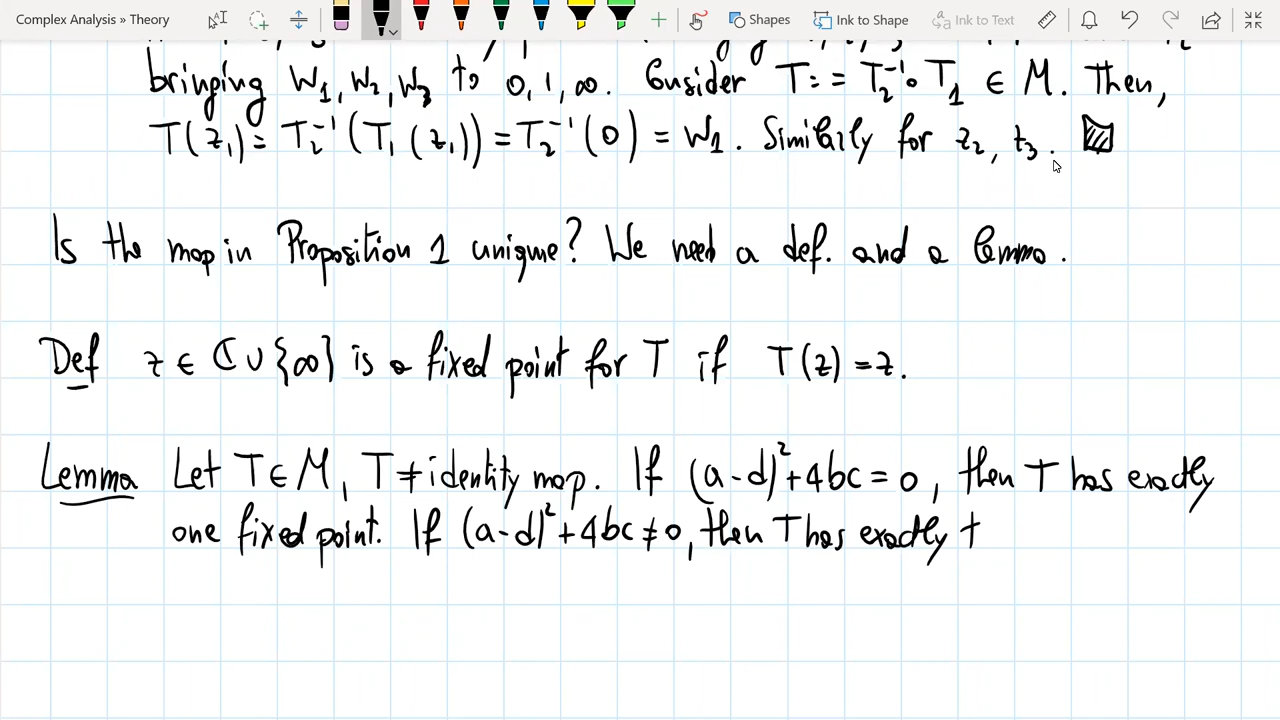 Complex Analysis » Theory
Shapes
Ink to Shape
Ink to Text
bringing W₁, W₂, W₃ to 0, 1, ∞. Consider T := T₂⁻¹ ∘ T₁ ∈ M. Then,
T(z₁) = T₂⁻¹(T₁(z₁)) = T₂⁻¹(0) = W₁. Similarly for z₂, z₃.
Is the map in Proposition 1 unique? We need a def. and a lemma.
Def z ∈ ℂ ∪ {∞} is a fixed point for T if T(z) = z.
Lemma Let T ∈ M, T ≠ identity map. If (a-d)² + 4bc = 0, then T has exactly
one fixed point. If (a-d)² + 4bc ≠ 0, then T has exactly t